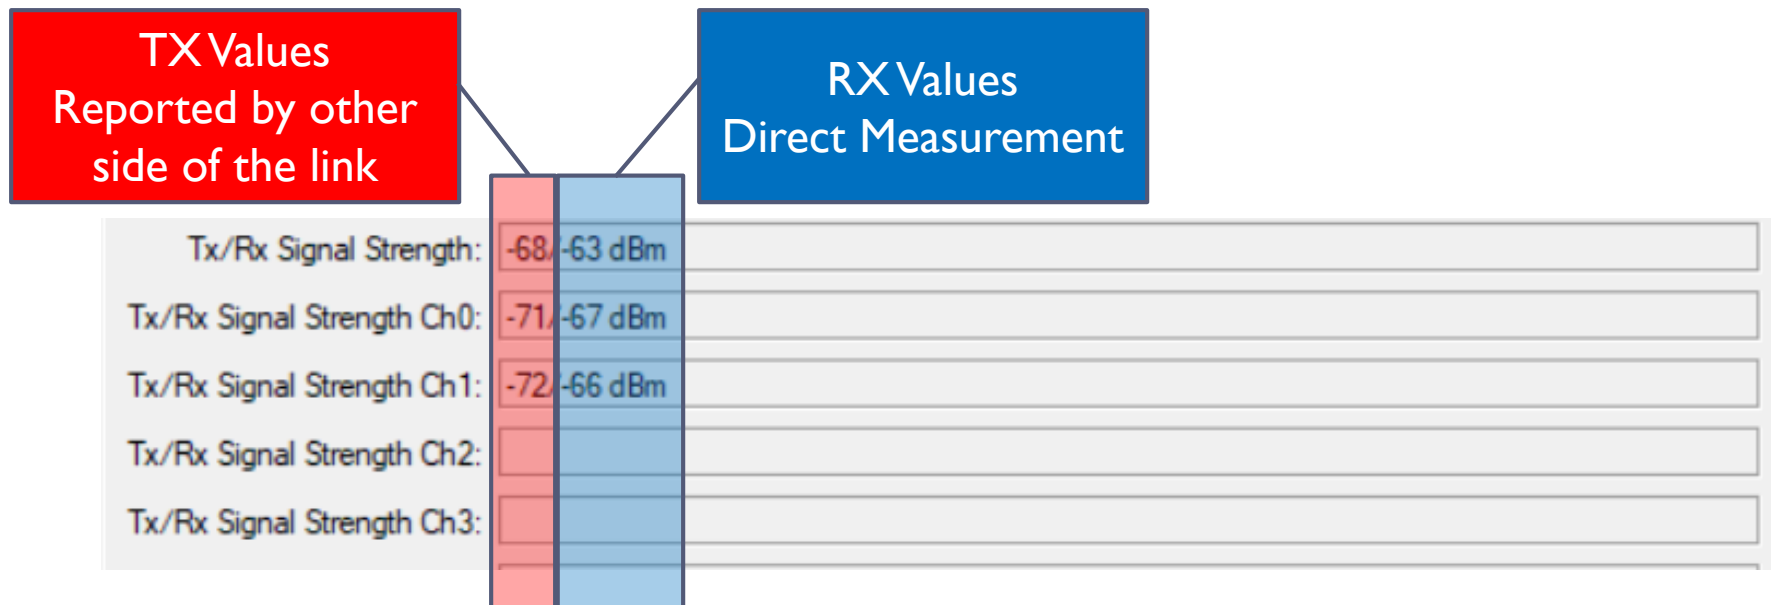 TX Values
Reported by other
side of the link
RX Values
Direct Measurement
Tx/Rx Signal Strength: -68/-63 dBm
Tx/Rx Signal Strength Ch0: -71/-67 dBm
Tx/Rx Signal Strength Ch1: -72/-66 dBm
Tx/Rx Signal Strength Ch2:
Tx/Rx Signal Strength Ch3: